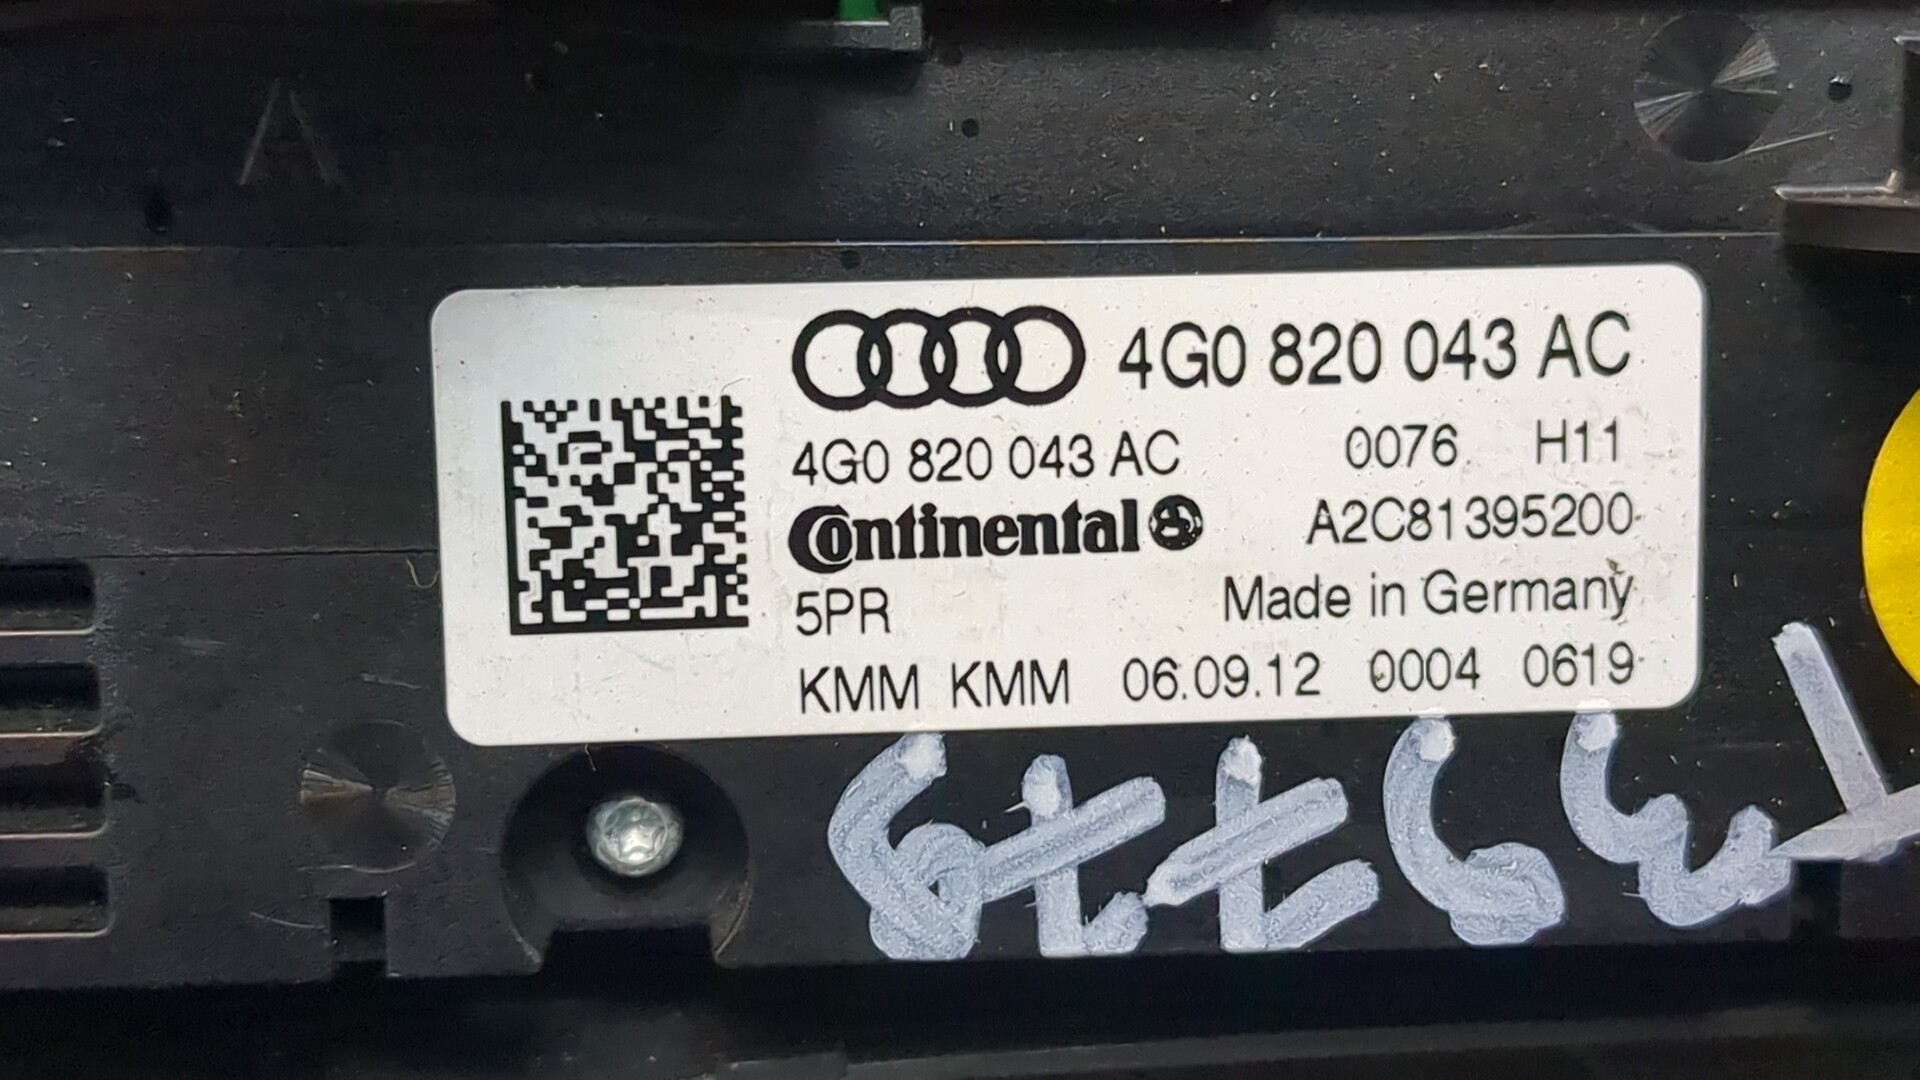 A
4G0 820 043 AC
4G0 820 043 AC 0076 H11
Continental A2C81395200
5PR Made in Germany
KMM KMM 06.09.12 0004 0619